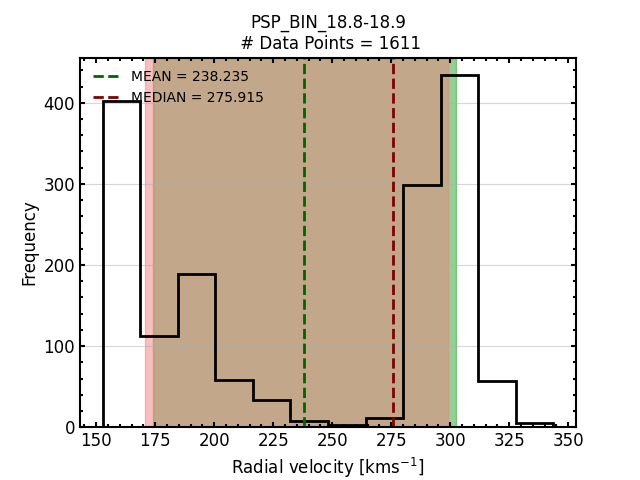 PSP_BIN_18.8-18.9
# Data Points = 1611
MEAN = 238.235
MEDIAN = 275.915
Frequency
400
300
200
100
0
150 175 200 225 250 275 300 325 350
Radial velocity [kms⁻¹]